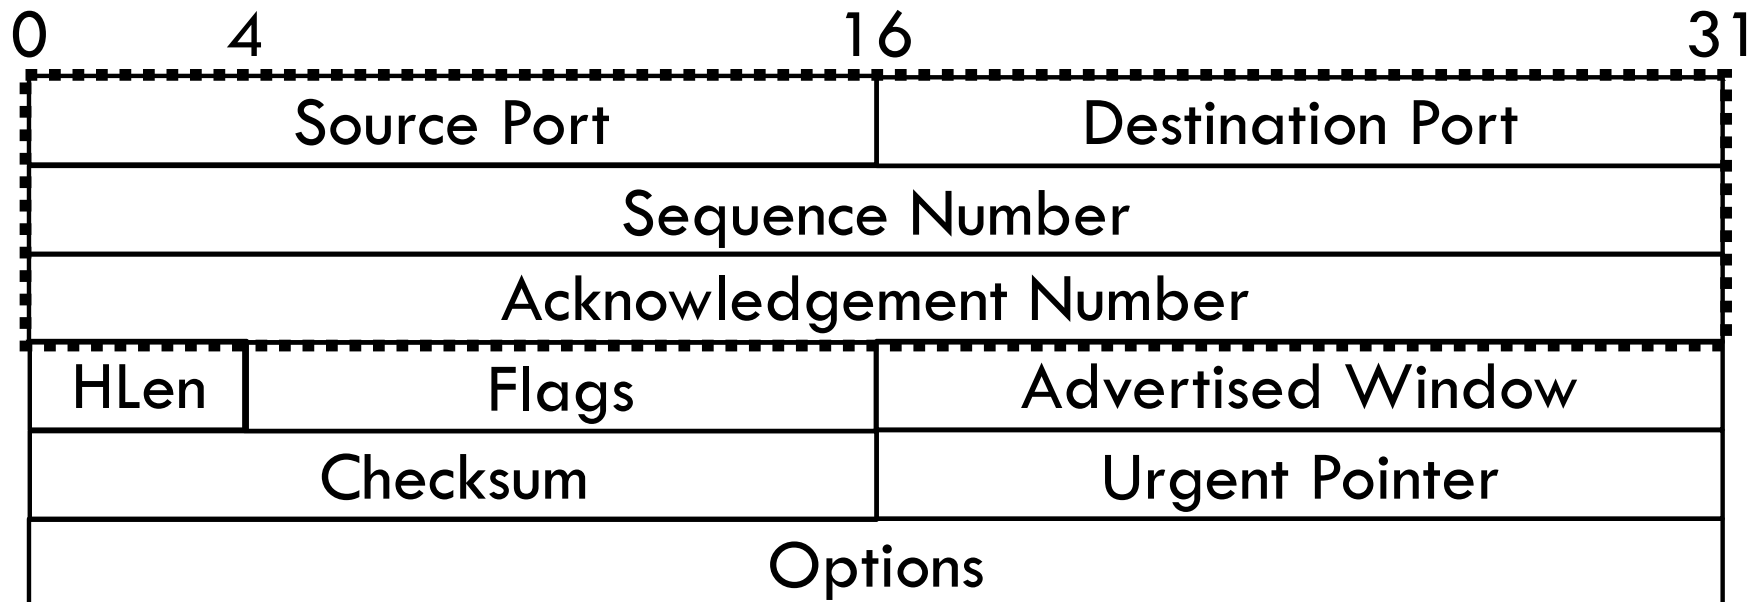 0 4 16 31
Source Port Destination Port
Sequence Number
Acknowledgement Number
HLen Flags Advertised Window
Checksum Urgent Pointer
Options